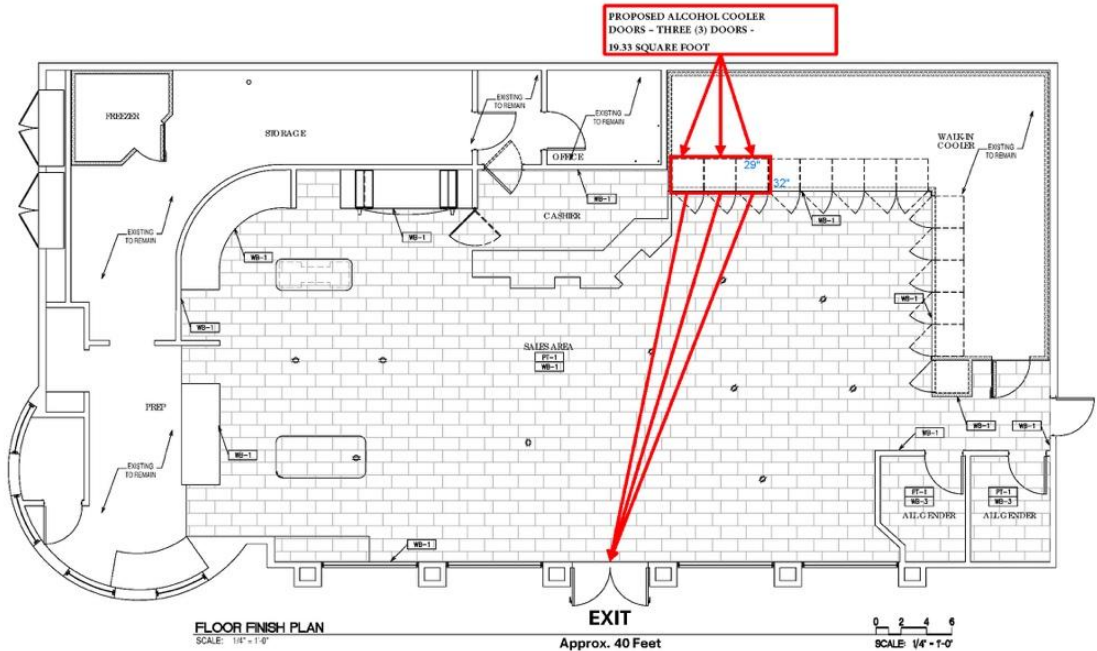 PROPOSED ALCOHOL COOLER
DOORS - THREE (3) DOORS -
19.33 SQUARE FOOT
FREEZER
STORAGE
EXISTING
TO REMAIN
EXISTING
TO REMAIN
OFFICE
WALK-IN
COOLER
EXISTING
TO REMAIN
29"
32"
WB-1
CASHIER
WB-1
WB-1
EXISTING
TO REMAIN
WB-1
WB-1
WB-1
SALES AREA
PT-1
WB-1
PREP
WB-1
WB-1
WB-1
WB-1
EXISTING
TO REMAIN
PT-1
WB-3
ALL GENDER
PT-1
WB-3
ALL GENDER
WB-1
EXIT
FLOOR FINISH PLAN
SCALE: 1/4" = 1'-0"
Approx. 40 Feet
0 2 4 6
SCALE: 1/4" = 1'-0"